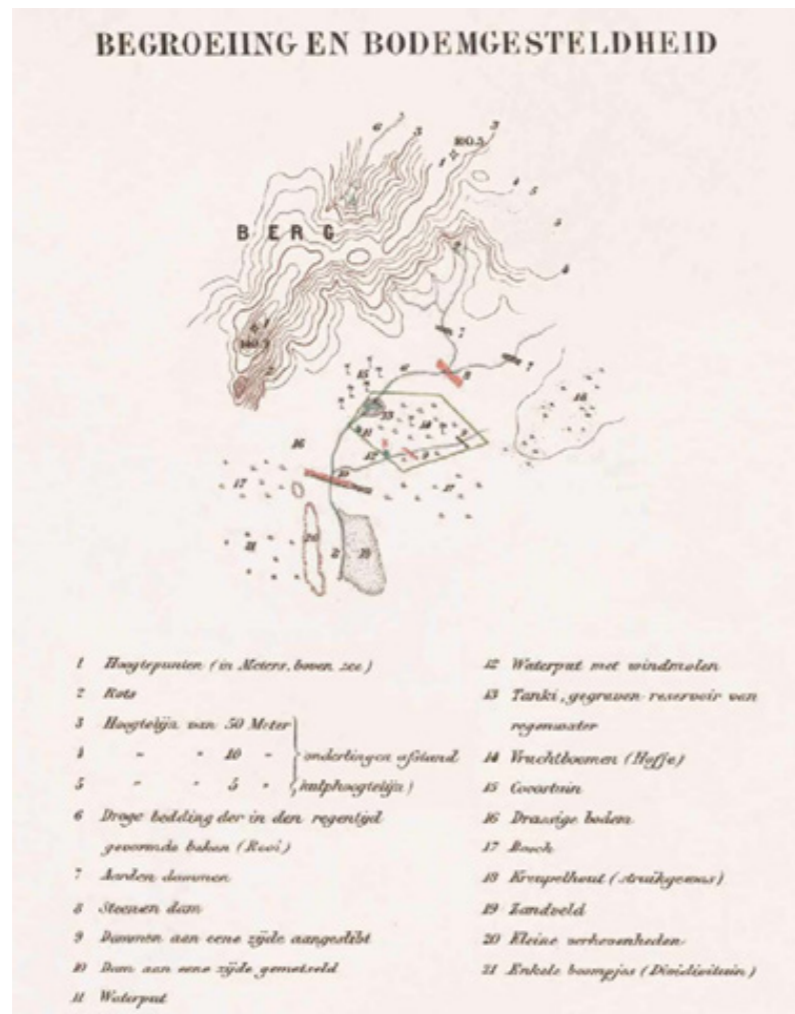 BEGROEIING EN BODEMGESTELDHEID
BERG
1 Hoogtepunten (in Meters, boven zee)
2 Rots
3 Hoogtelijn van 50 Meter
4 „ „ 10 „ onderlingen afstand
5 „ „ 5 „ (hulphoogtelijn)
6 Droge bedding der in den regentijd
gevormde beken (Rooi)
7 Aarden dammen
8 Steenen dam
9 Dammen aan eene zijde aangeslibt
10 Dam aan eene zijde gemetseld
11 Waterput
12 Waterput met windmolen
13 Tanki, gegraven reservoir van
regenwater
14 Vruchtboomen (Hofje)
15 Cocostuin
16 Drassige bodem
17 Bosch
18 Kreupelhout (struikgewas)
19 Zandveld
20 Kleine verhevenheden
21 Enkele boompjes (Dividivituin)